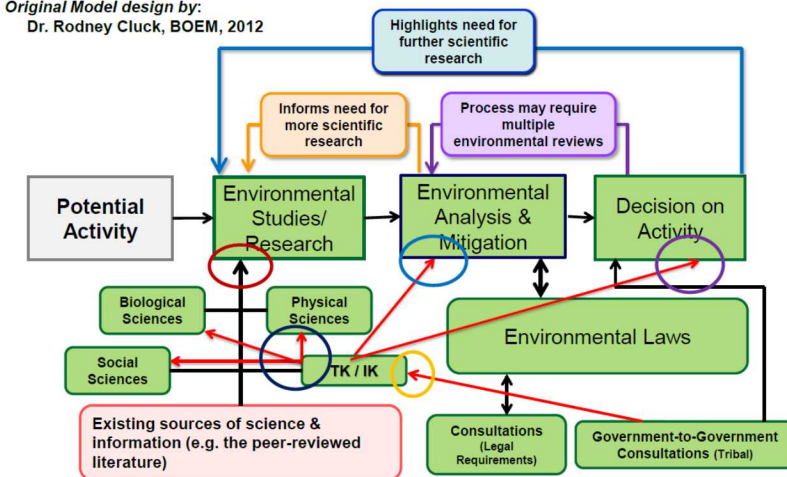 Original Model design by:
Dr. Rodney Cluck, BOEM, 2012
Highlights need for
further scientific
research
Informs need for
more scientific
research
Process may require
multiple
environmental reviews
Potential
Activity
Environmental
Studies/
Research
Environmental
Analysis &
Mitigation
Decision on
Activity
Biological
Sciences
Physical
Sciences
Social
Sciences
TK / IK
Environmental Laws
Existing sources of science &
information (e.g. the peer-reviewed
literature)
Consultations
(Legal
Requirements)
Government-to-Government
Consultations (Tribal)